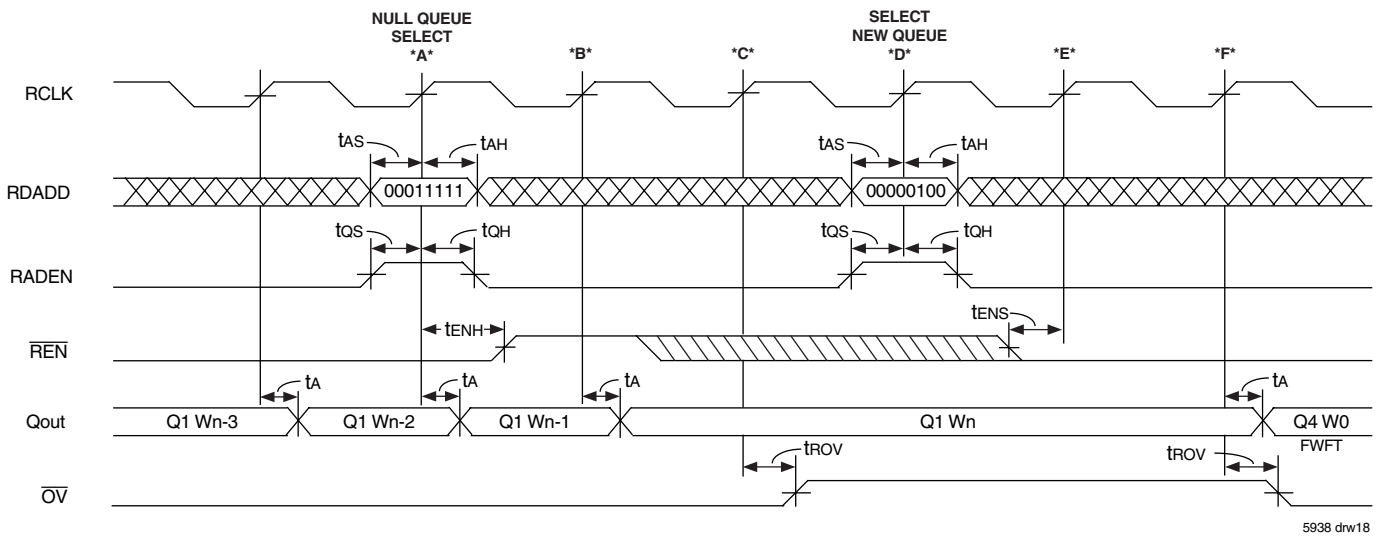 NULL QUEUE
SELECT
*A*
*B*
*C*
SELECT
NEW QUEUE
*D*
*E*
*F*
RCLK
tAS
tAH
tAS
tAH
RDADD
00011111
00000100
tQS
tQH
tQS
tQH
RADEN
tENH
tENS
REN
tA
tA
tA
tA
Qout
Q1 Wn-3
Q1 Wn-2
Q1 Wn-1
Q1 Wn
Q4 W0
FWFT
tROV
tROV
OV
5938 drw18